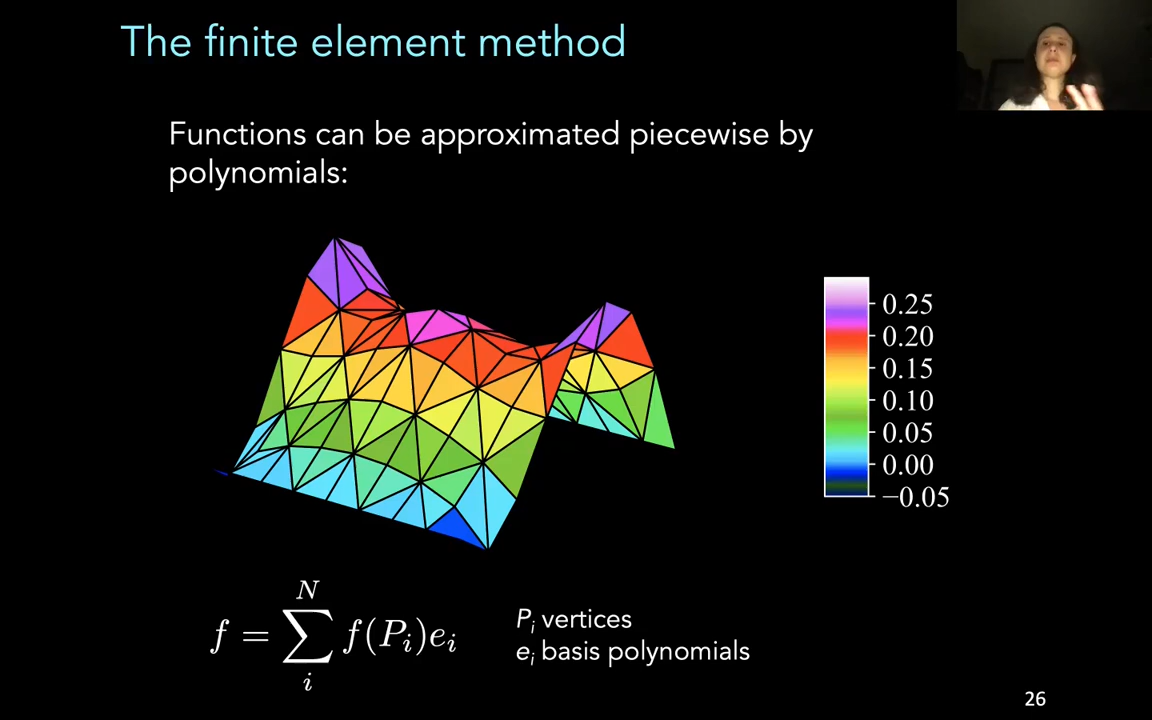 The finite element method
Functions can be approximated piecewise by
polynomials:
0.25
0.20
0.15
0.10
0.05
0.00
−0.05
f = \sum_{i}^{N} f(P_i)e_i
P_i vertices
e_i basis polynomials
26